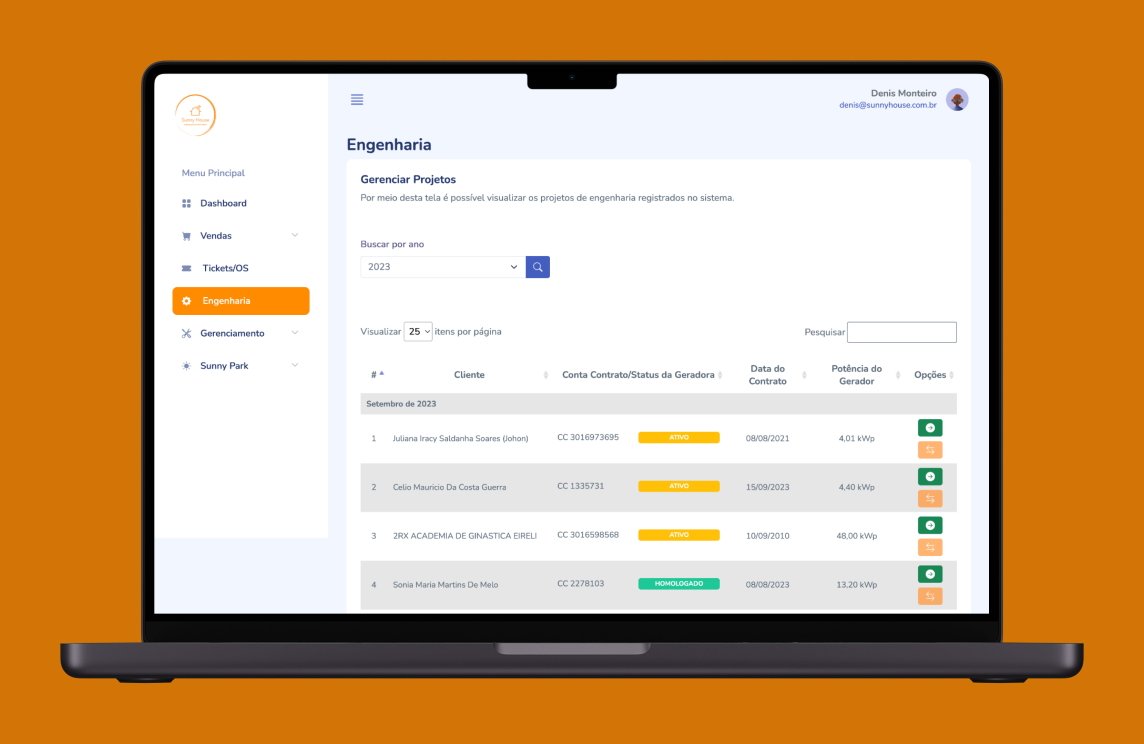 Denis Monteiro
denis@sunnyhouse.com.br
Sunny House
Engenharia
Menu Principal
Dashboard
Vendas
Tickets/OS
Engenharia
Gerenciamento
Sunny Park
Gerenciar Projetos
Por meio desta tela é possível visualizar os projetos de engenharia registrados no sistema.
Buscar por ano
2023
Visualizar 25 itens por página
Pesquisar
# Cliente Conta Contrato/Status da Geradora Data do Contrato Potência do Gerador Opções
Setembro de 2023
1 Juliana Iracy Saldanha Soares (Johon) CC 3016973695 ATIVO 08/08/2021 4,01 kWp
2 Celio Mauricio Da Costa Guerra CC 1335731 ATIVO 15/09/2023 4,40 kWp
3 2RX ACADEMIA DE GINASTICA EIRELI CC 3016598568 ATIVO 10/09/2010 48,00 kWp
4 Sonia Maria Martins De Melo CC 2278103 HOMOLOGADO 08/08/2023 13,20 kWp